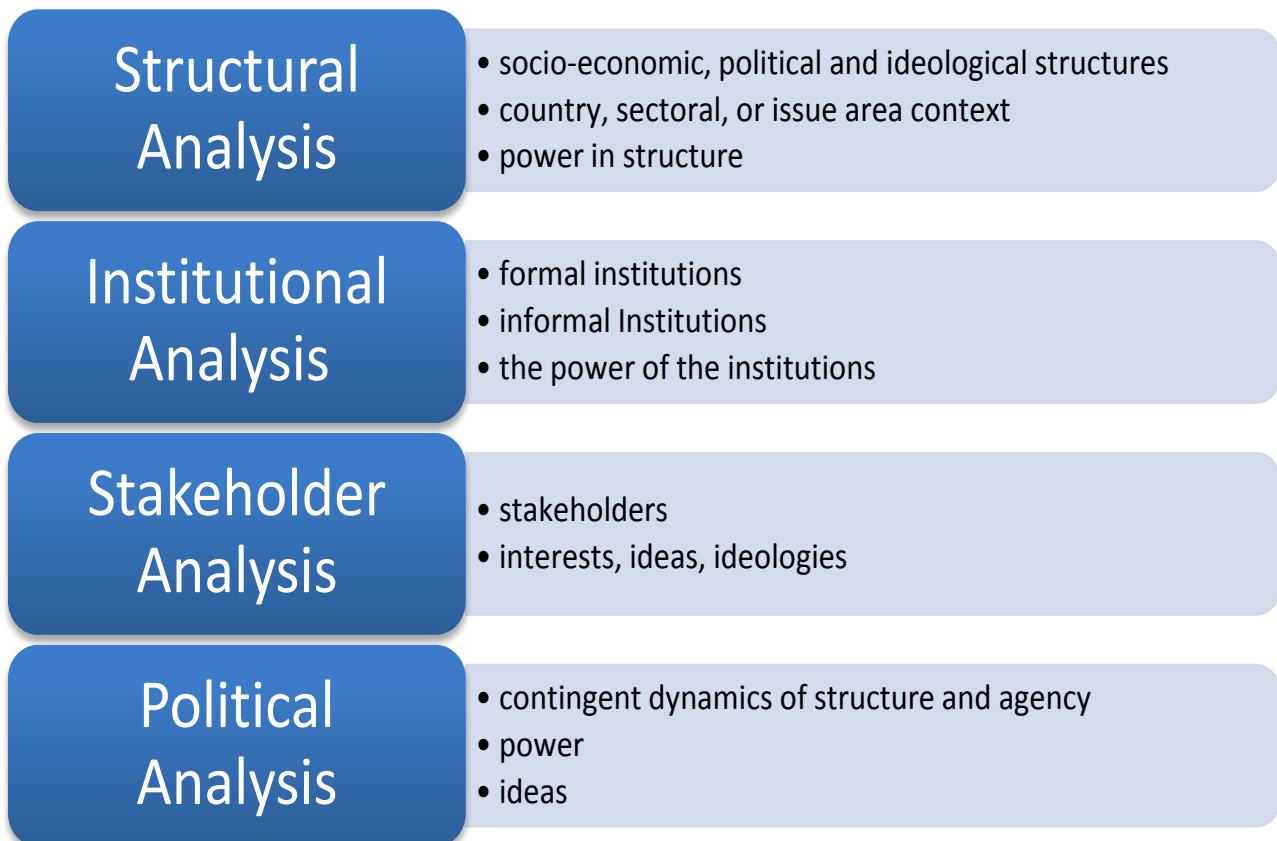 Structural
Analysis
• socio-economic, political and ideological structures
• country, sectoral, or issue area context
• power in structure
Institutional
Analysis
• formal institutions
• informal Institutions
• the power of the institutions
Stakeholder
Analysis
• stakeholders
• interests, ideas, ideologies
Political
Analysis
• contingent dynamics of structure and agency
• power
• ideas